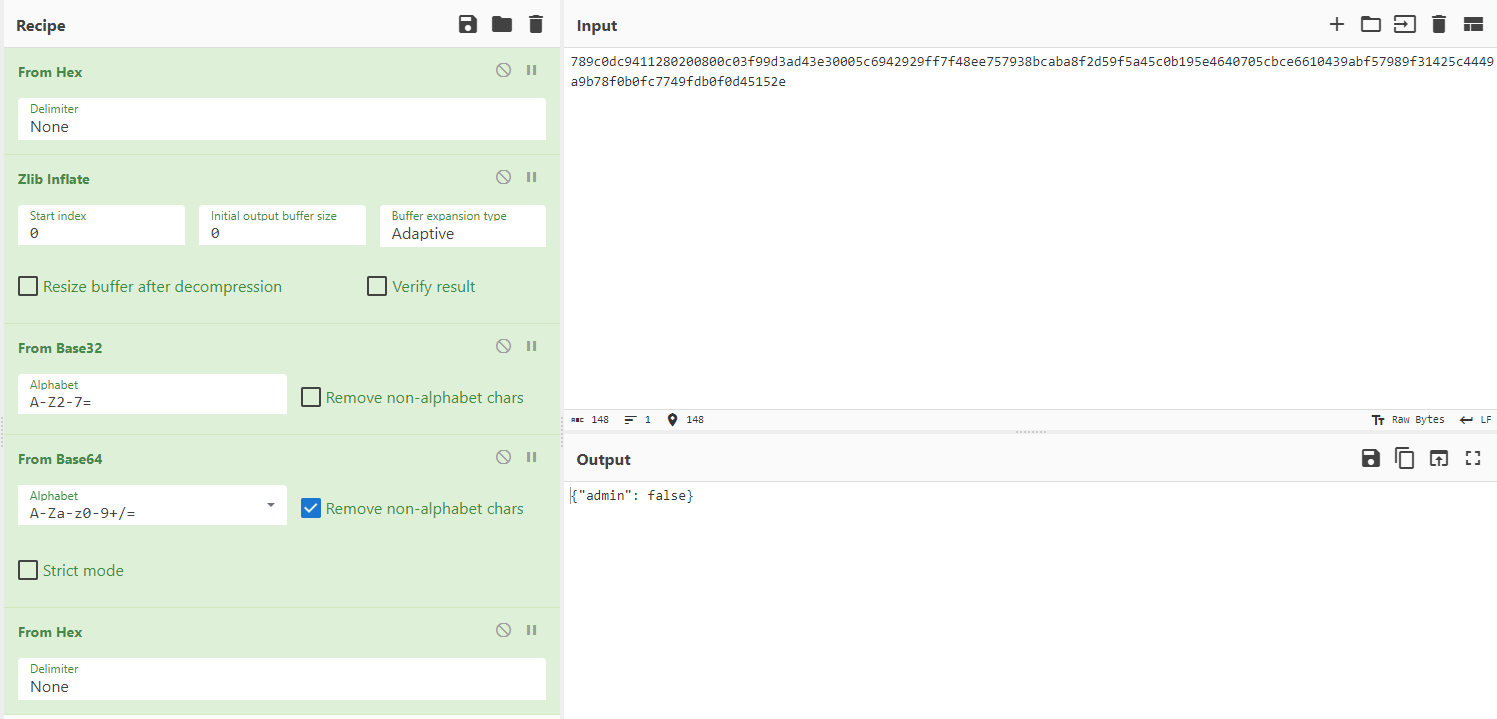 Recipe
From Hex
Delimiter
None
Zlib Inflate
Start index
0
Initial output buffer size
0
Buffer expansion type
Adaptive
Resize buffer after decompression
Verify result
From Base32
Alphabet
A-Z2-7=
Remove non-alphabet chars
From Base64
Alphabet
A-Za-z0-9+/=
Remove non-alphabet chars
Strict mode
From Hex
Delimiter
None
Input
789c0dc9411280200800c03f99d3ad43e30005c6942929ff7f48ee757938bcaba8f2d59f5a45c0b195e4640705cbce6610439abf57989f31425c4449
a9b78f0b0fc7749fdb0f0d45152e
ABC 148 1 148 Raw Bytes LF
Output
{"admin": false}